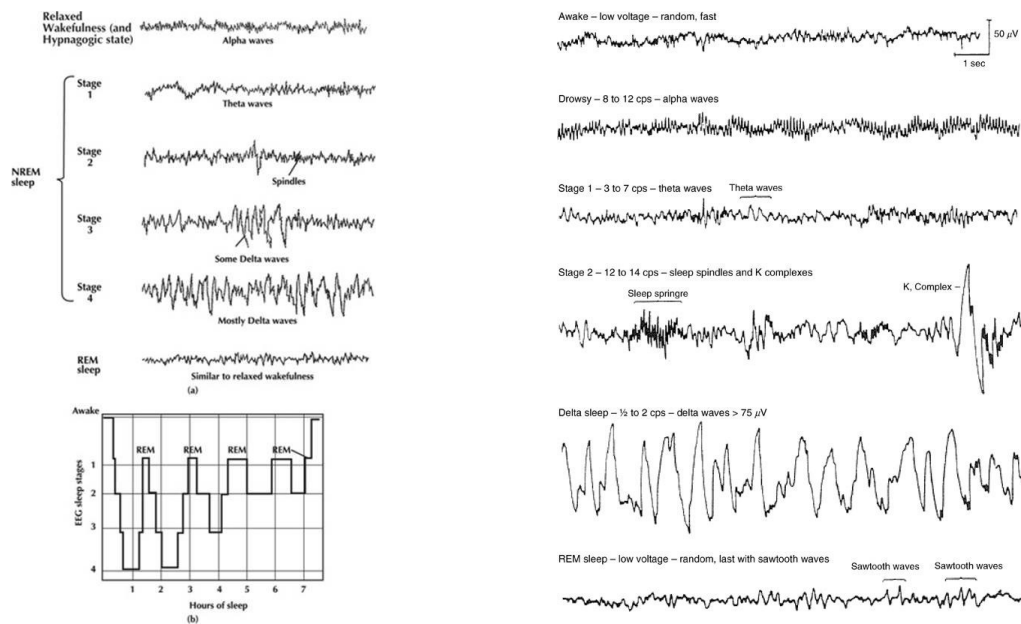 Relaxed
Wakefulness (and
Hypnagogic state)
Alpha waves
NREM
sleep
Stage
1
Theta waves
Stage
2
Spindles
Stage
3
Some Delta waves
Stage
4
Mostly Delta waves
REM
sleep
Similar to relaxed wakefulness
(a)
Awake
REM
REM
REM
REM
EEG sleep stages
1
2
3
4
1
2
3
4
5
6
7
Hours of sleep
(b)
Awake – low voltage – random, fast
50 µV
1 sec
Drowsy – 8 to 12 cps – alpha waves
Stage 1 – 3 to 7 cps – theta waves
Theta waves
Stage 2 – 12 to 14 cps – sleep spindles and K complexes
Sleep springre
K, Complex –
Delta sleep – ½ to 2 cps – delta waves > 75 µV
REM sleep – low voltage – random, last with sawtooth waves
Sawtooth waves
Sawtooth waves